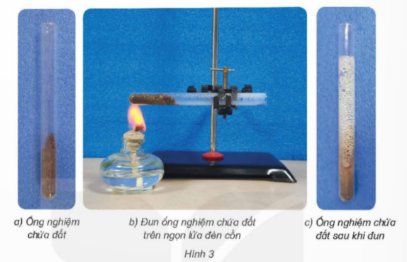 a) Ống nghiệm
chứa đất
b) Đun ống nghiệm chứa đất
trên ngọn lửa đèn cồn
c) Ống nghiệm chứa
đất sau khi đun
Hình 3